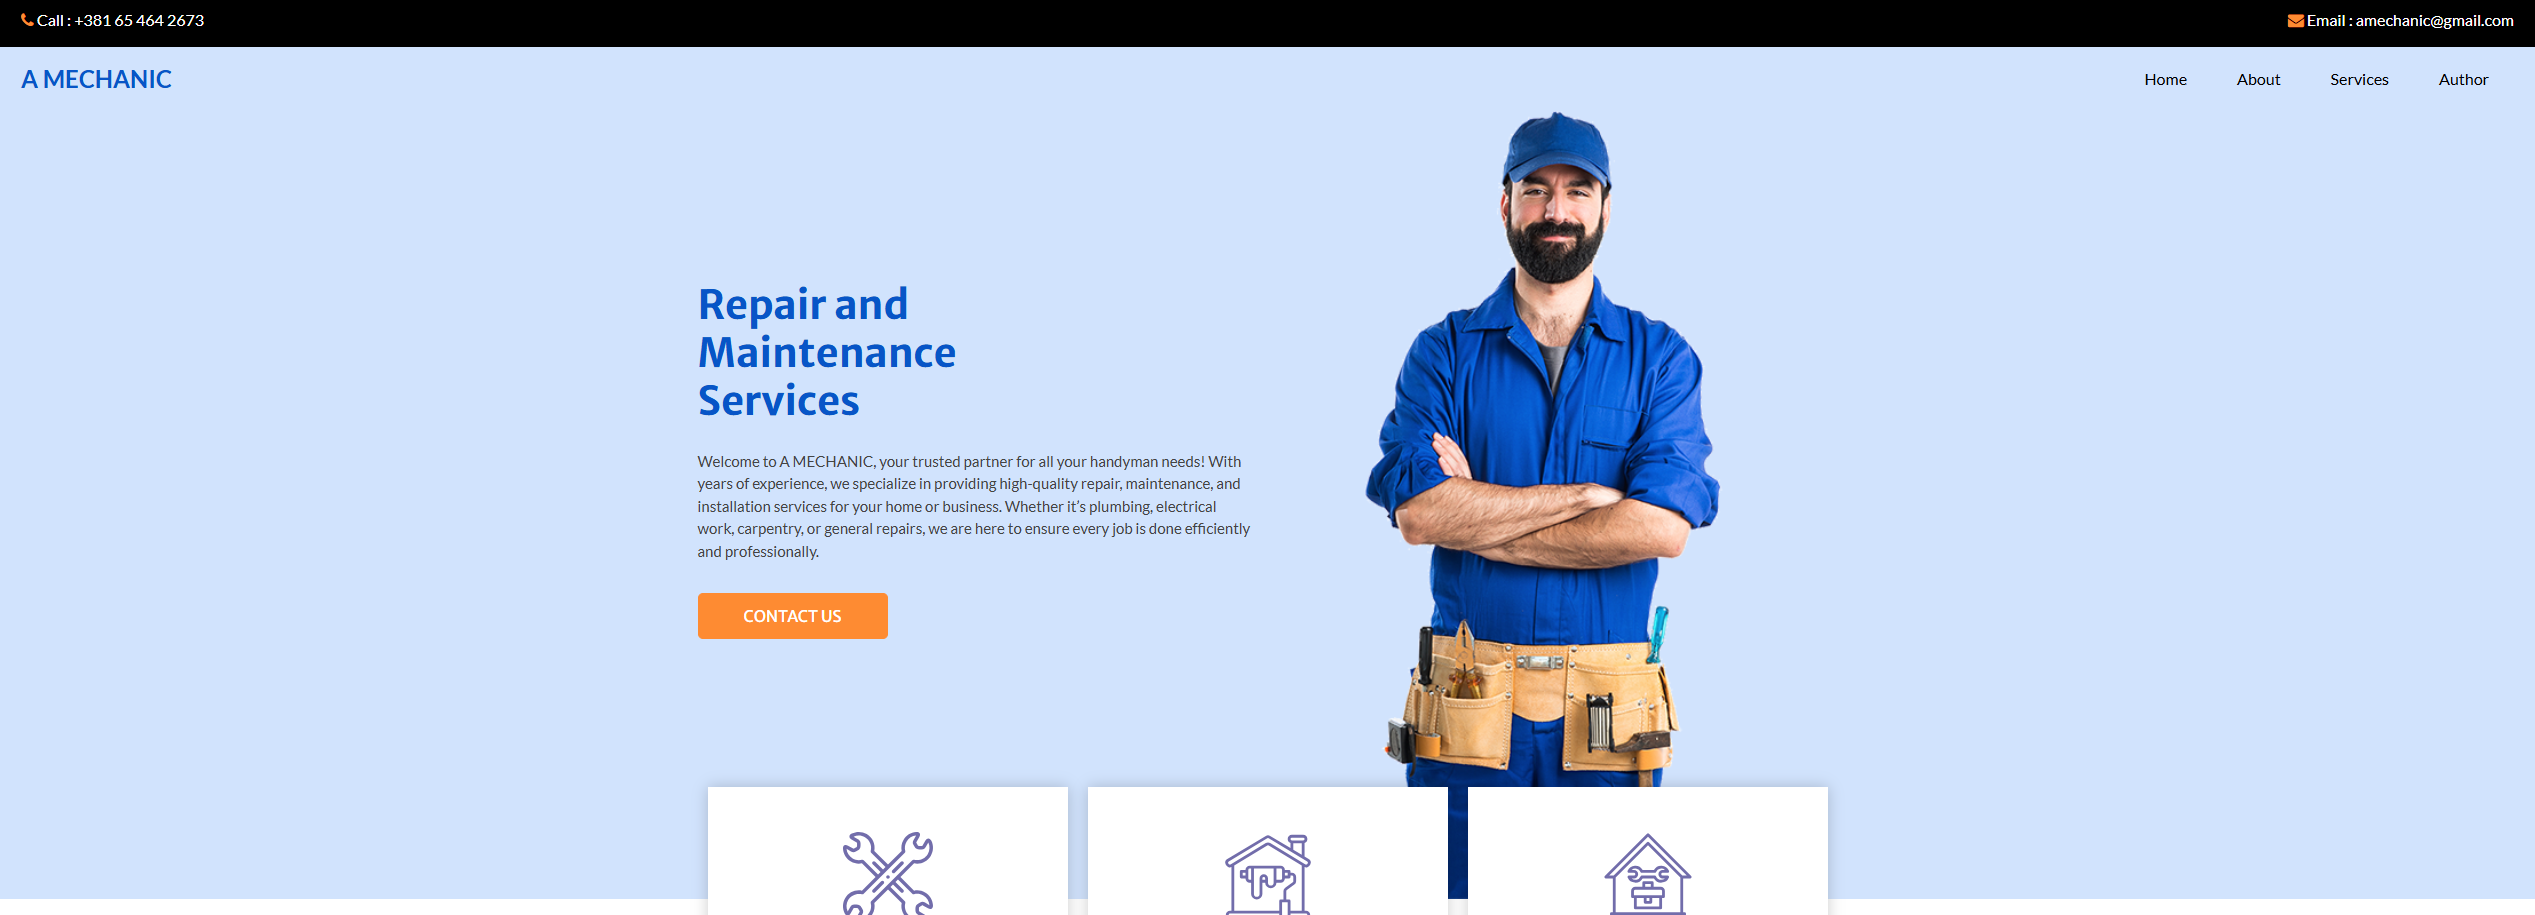 Call : +381 65 464 2673
Email : amechanic@gmail.com
A MECHANIC
Home
About
Services
Author
Repair and
Maintenance
Services
Welcome to A MECHANIC, your trusted partner for all your handyman needs! With
years of experience, we specialize in providing high-quality repair, maintenance, and
installation services for your home or business. Whether it’s plumbing, electrical
work, carpentry, or general repairs, we are here to ensure every job is done efficiently
and professionally.
CONTACT US